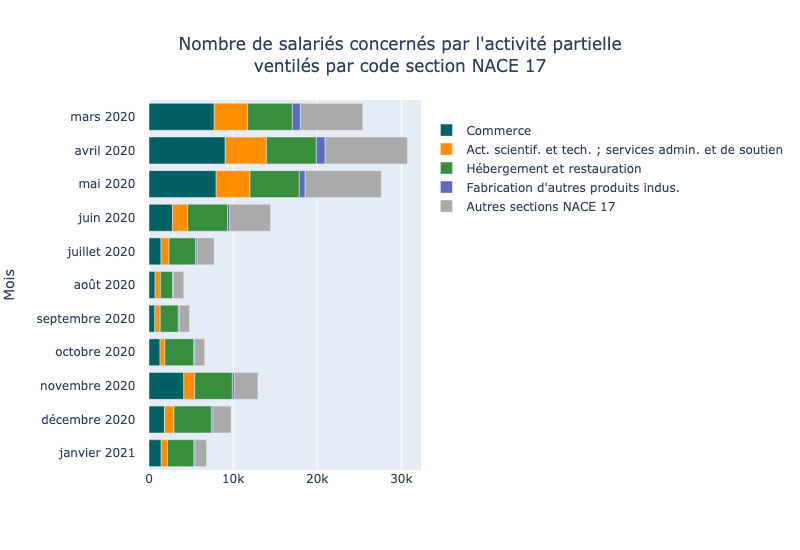 Nombre de salariés concernés par l'activité partielle
ventilés par code section NACE 17
mars 2020
avril 2020
mai 2020
juin 2020
juillet 2020
août 2020
septembre 2020
octobre 2020
novembre 2020
décembre 2020
janvier 2021
Mois
0
10k
20k
30k
Commerce
Act. scientif. et tech. ; services admin. et de soutien
Hébergement et restauration
Fabrication d'autres produits indus.
Autres sections NACE 17